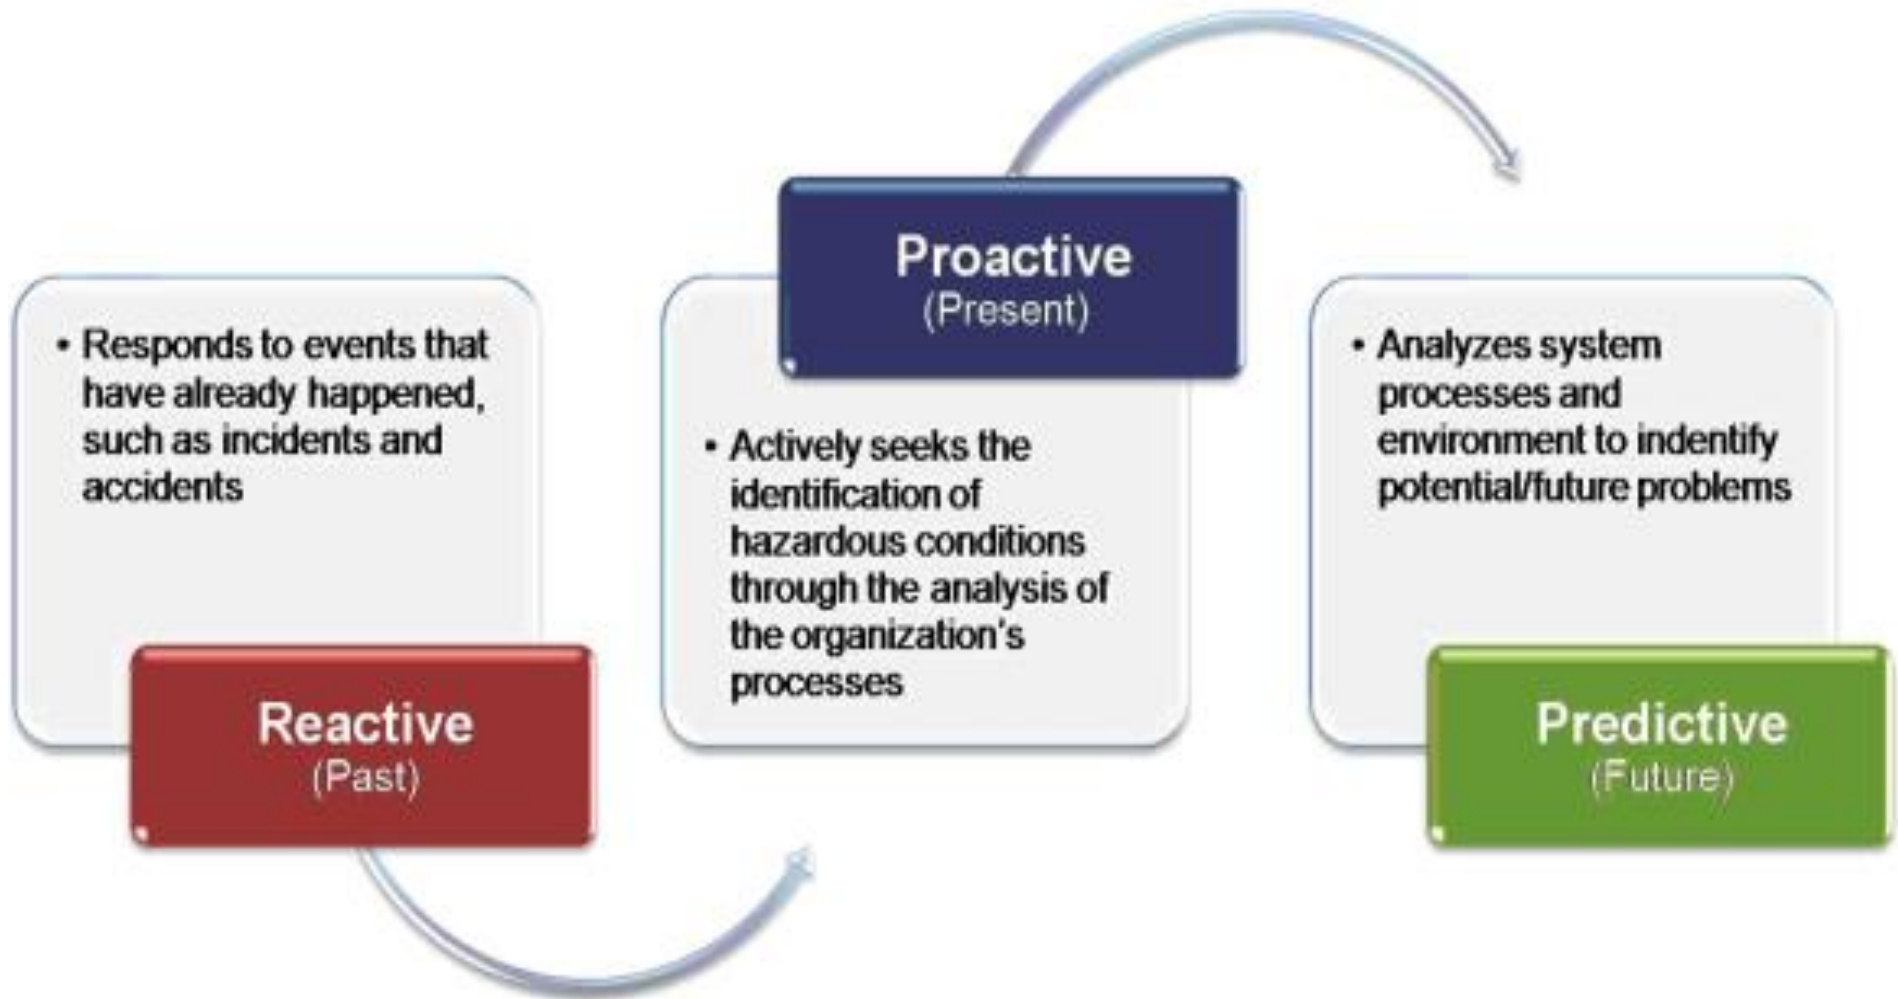 • Responds to events that
have already happened,
such as incidents and
accidents
Reactive
(Past)
Proactive
(Present)
• Actively seeks the
identification of
hazardous conditions
through the analysis of
the organization's
processes
• Analyzes system
processes and
environment to indentify
potential/future problems
Predictive
(Future)